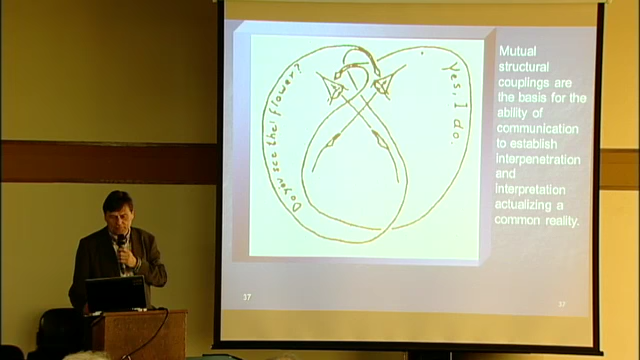 Do you see the flower?
Yes, I do.
Mutual
structural
couplings are
the basis for the
ability of
communication
to establish
interpenetration
and
interpretation
actualizing a
common reality.
37
37